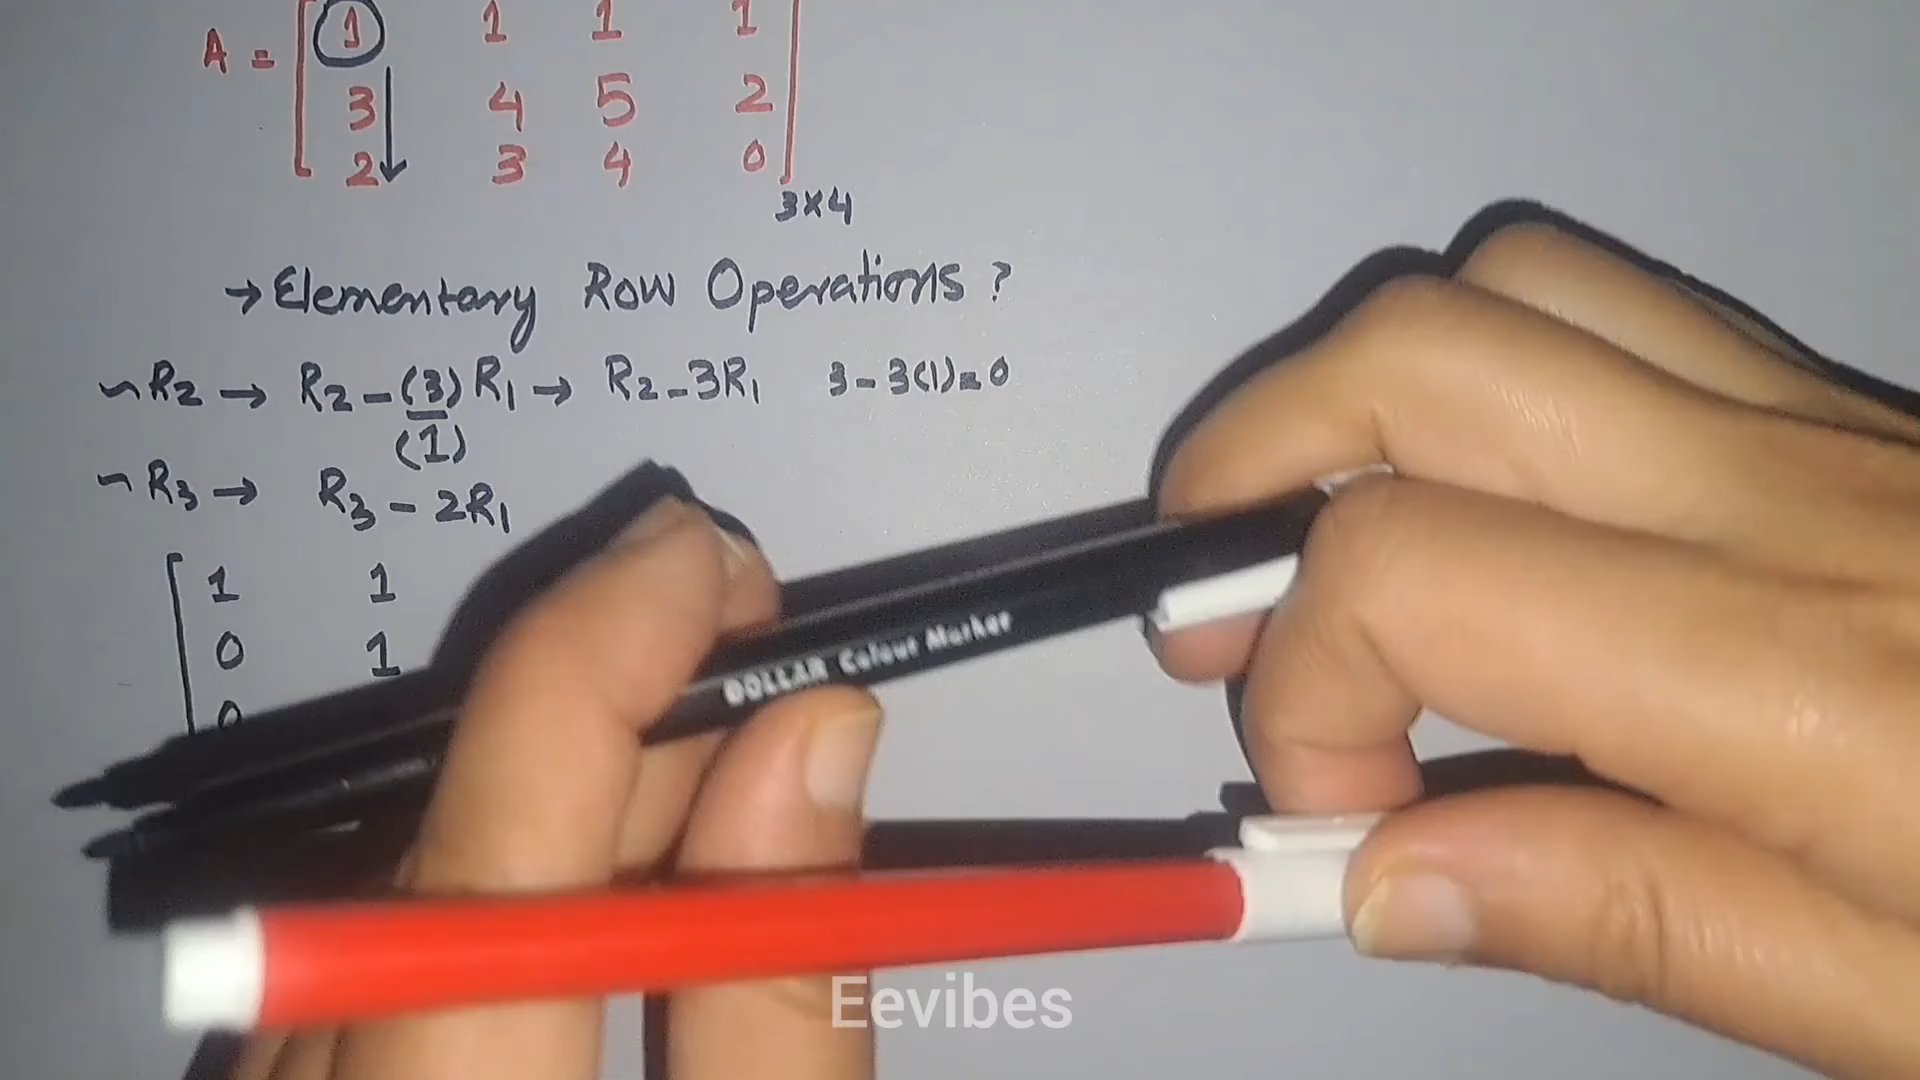 A = [ 1 1 1 1
3 4 5 2
2 3 4 0 ]
3×4
→ Elementary Row Operations ?
~ R2 → R2 - (3)/(1) R1 → R2 - 3R1 3 - 3(1) = 0
~ R3 → R3 - 2R1
[ 1 1
0 1
0
DOLLAR Colour Marker
Eevibes